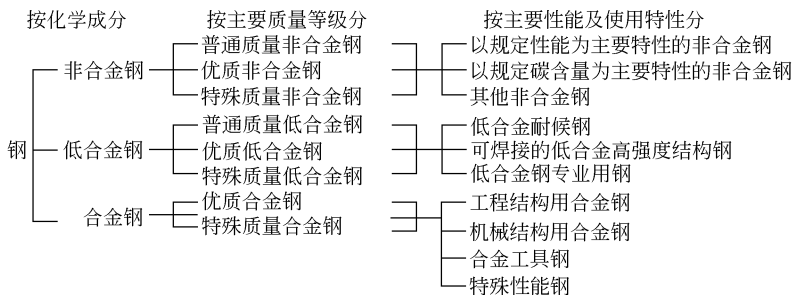 按化学成分 按主要质量等级分 按主要性能及使用特性分
普通质量非合金钢 以规定性能为主要特性的非合金钢
非合金钢 优质非合金钢 以规定碳含量为主要特性的非合金钢
特殊质量非合金钢 其他非合金钢
普通质量低合金钢 低合金耐候钢
钢 低合金钢 优质低合金钢 可焊接的低合金高强度结构钢
特殊质量低合金钢 低合金钢专业用钢
优质合金钢 工程结构用合金钢
合金钢 特殊质量合金钢 机械结构用合金钢
合金工具钢
特殊性能钢